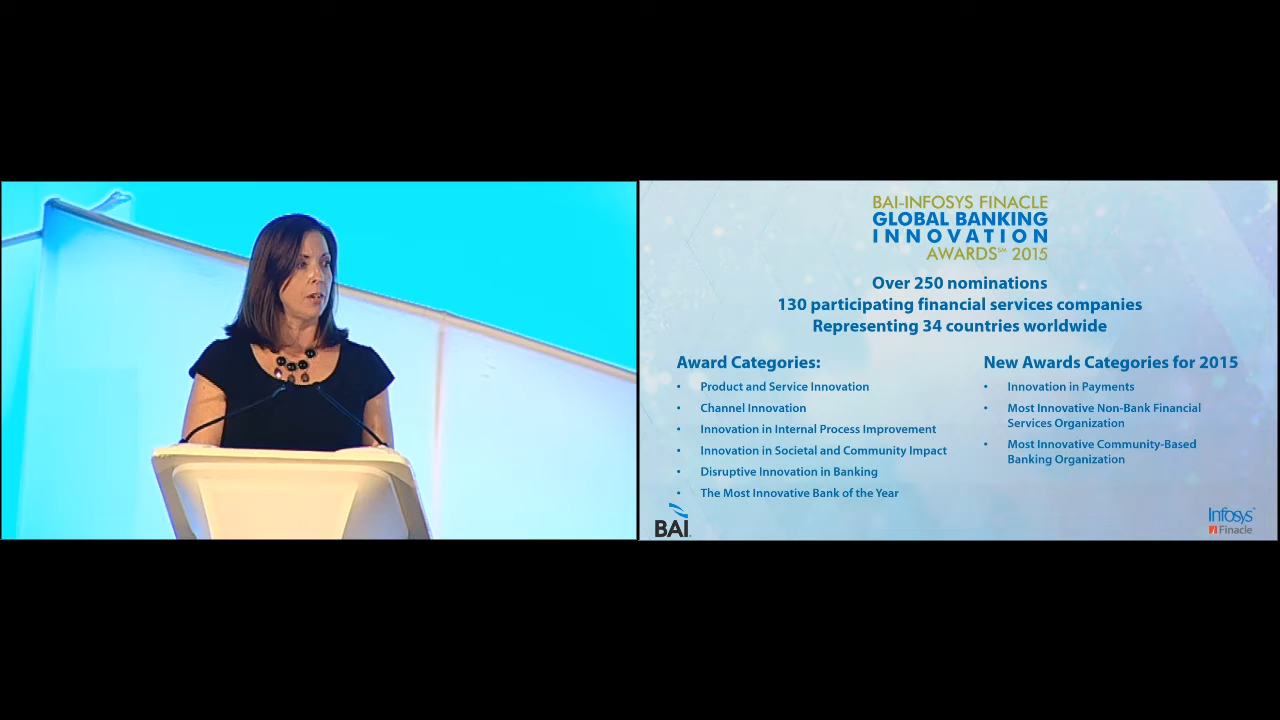 BAI-INFOSYS FINACLE
GLOBAL BANKING
INNOVATION
AWARDS℠ 2015
Over 250 nominations
130 participating financial services companies
Representing 34 countries worldwide
Award Categories:
• Product and Service Innovation
• Channel Innovation
• Innovation in Internal Process Improvement
• Innovation in Societal and Community Impact
• Disruptive Innovation in Banking
• The Most Innovative Bank of the Year
New Awards Categories for 2015
• Innovation in Payments
• Most Innovative Non-Bank Financial
Services Organization
• Most Innovative Community-Based
Banking Organization
BAI
Infosys
Finacle